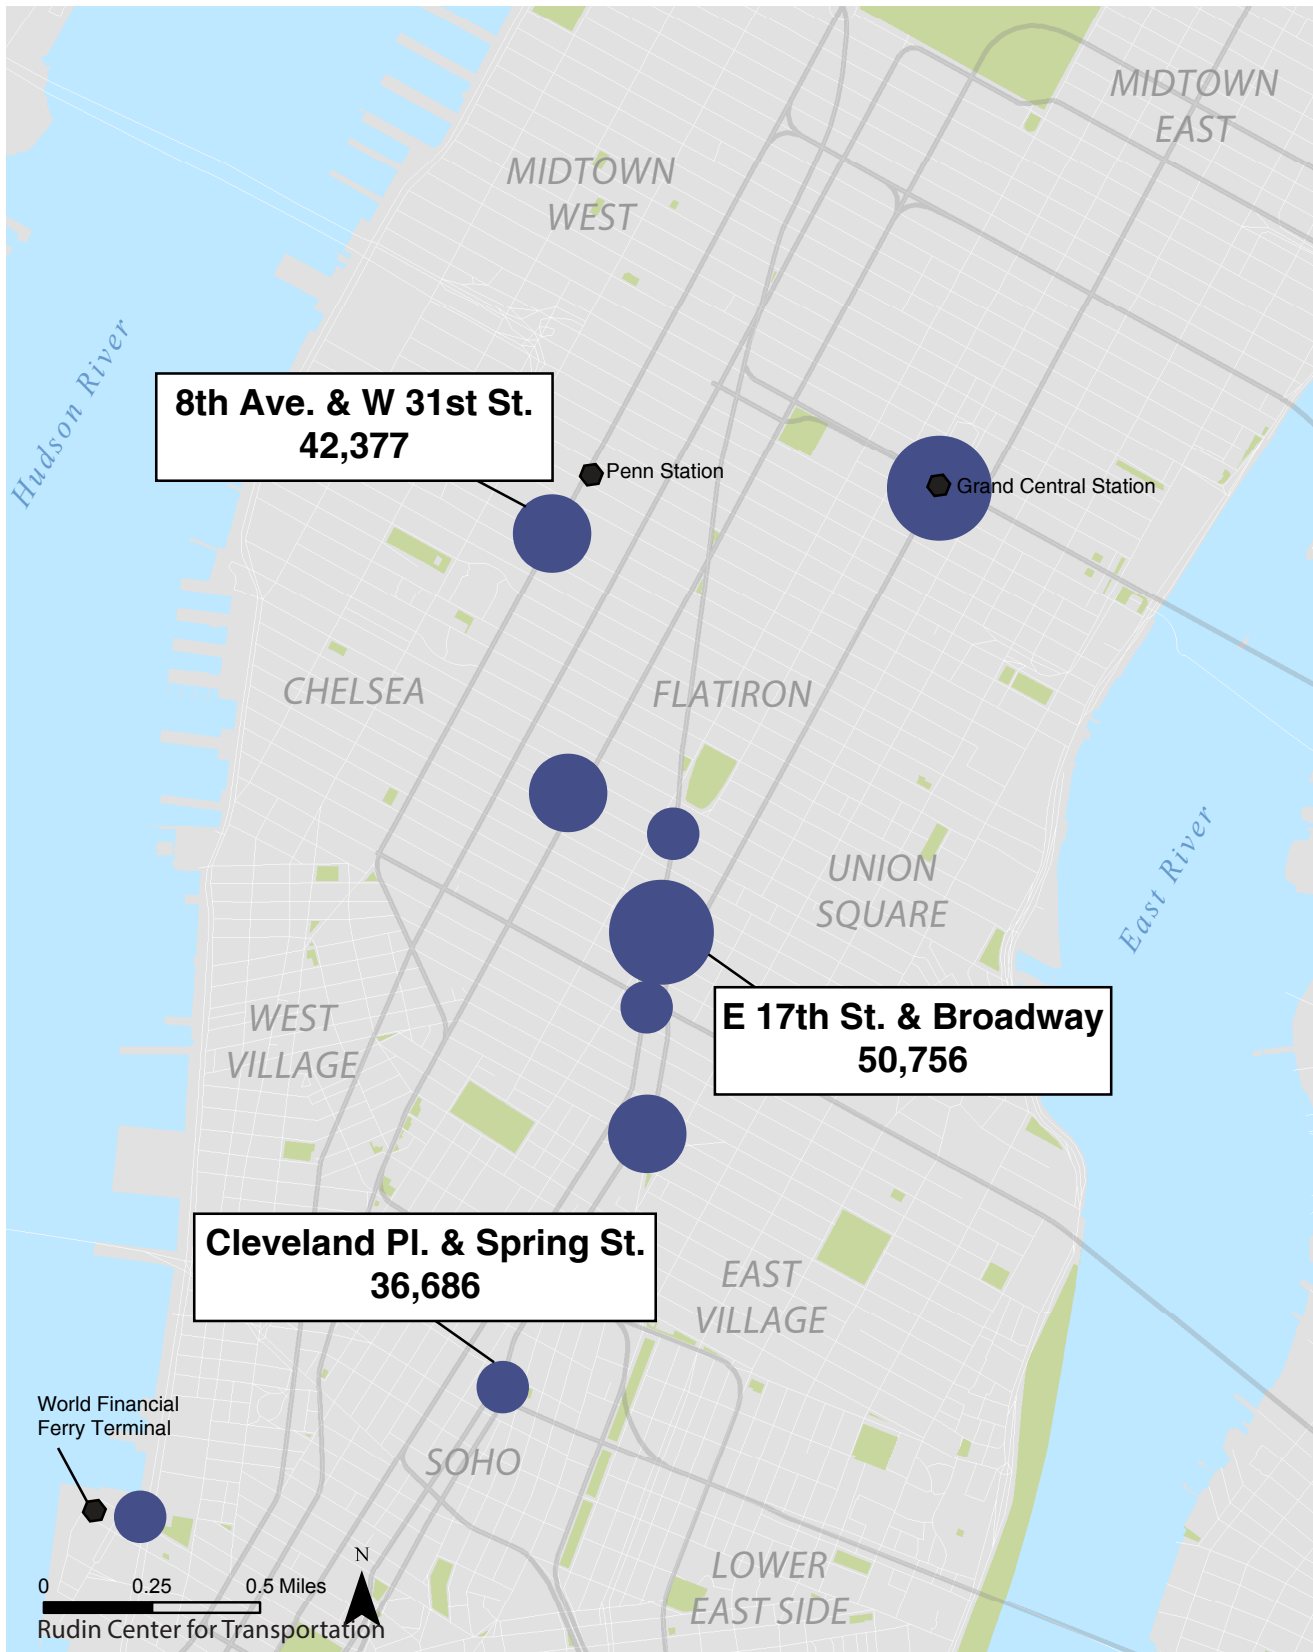 MIDTOWN
EAST
MIDTOWN
WEST
Hudson River
8th Ave. & W 31st St.
42,377
Penn Station
Grand Central Station
CHELSEA
FLATIRON
UNION
SQUARE
East River
E 17th St. & Broadway
50,756
WEST
VILLAGE
Cleveland Pl. & Spring St.
36,686
EAST
VILLAGE
World Financial
Ferry Terminal
SOHO
N
LOWER
EAST SIDE
0 0.25 0.5 Miles
Rudin Center for Transportation